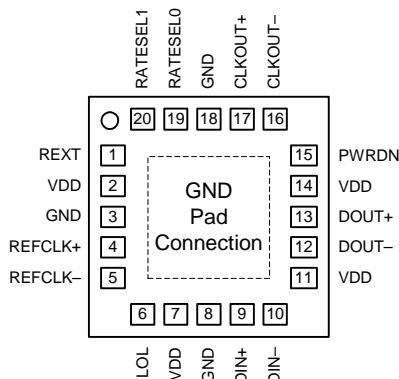 RATESEL1
RATESEL0
GND
CLKOUT+
CLKOUT–
20 19 18 17 16
REXT 1
VDD 2
GND 3
REFCLK+ 4
REFCLK– 5
GND
Pad
Connection
15 PWRDN
14 VDD
13 DOUT+
12 DOUT–
11 VDD
6 7 8 9 10
LOL
VDD
GND
DIN+
DIN–